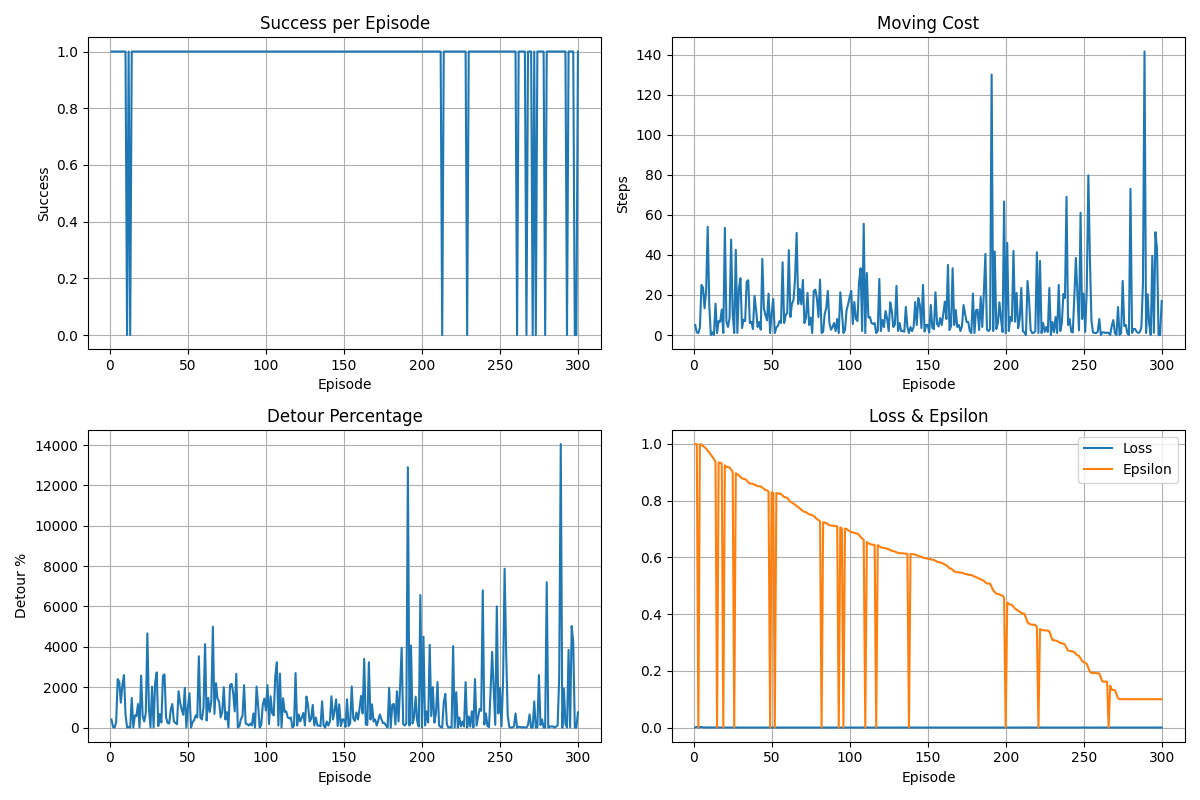 Success per Episode
1.0
0.8
0.6
0.4
0.2
0.0
Success
0 50 100 150 200 250 300
Episode
Moving Cost
140
120
100
80
60
40
20
0
Steps
0 50 100 150 200 250 300
Episode
Detour Percentage
14000
12000
10000
8000
6000
4000
2000
0
Detour %
0 50 100 150 200 250 300
Episode
Loss & Epsilon
1.0
0.8
0.6
0.4
0.2
0.0
Loss
Epsilon
0 50 100 150 200 250 300
Episode